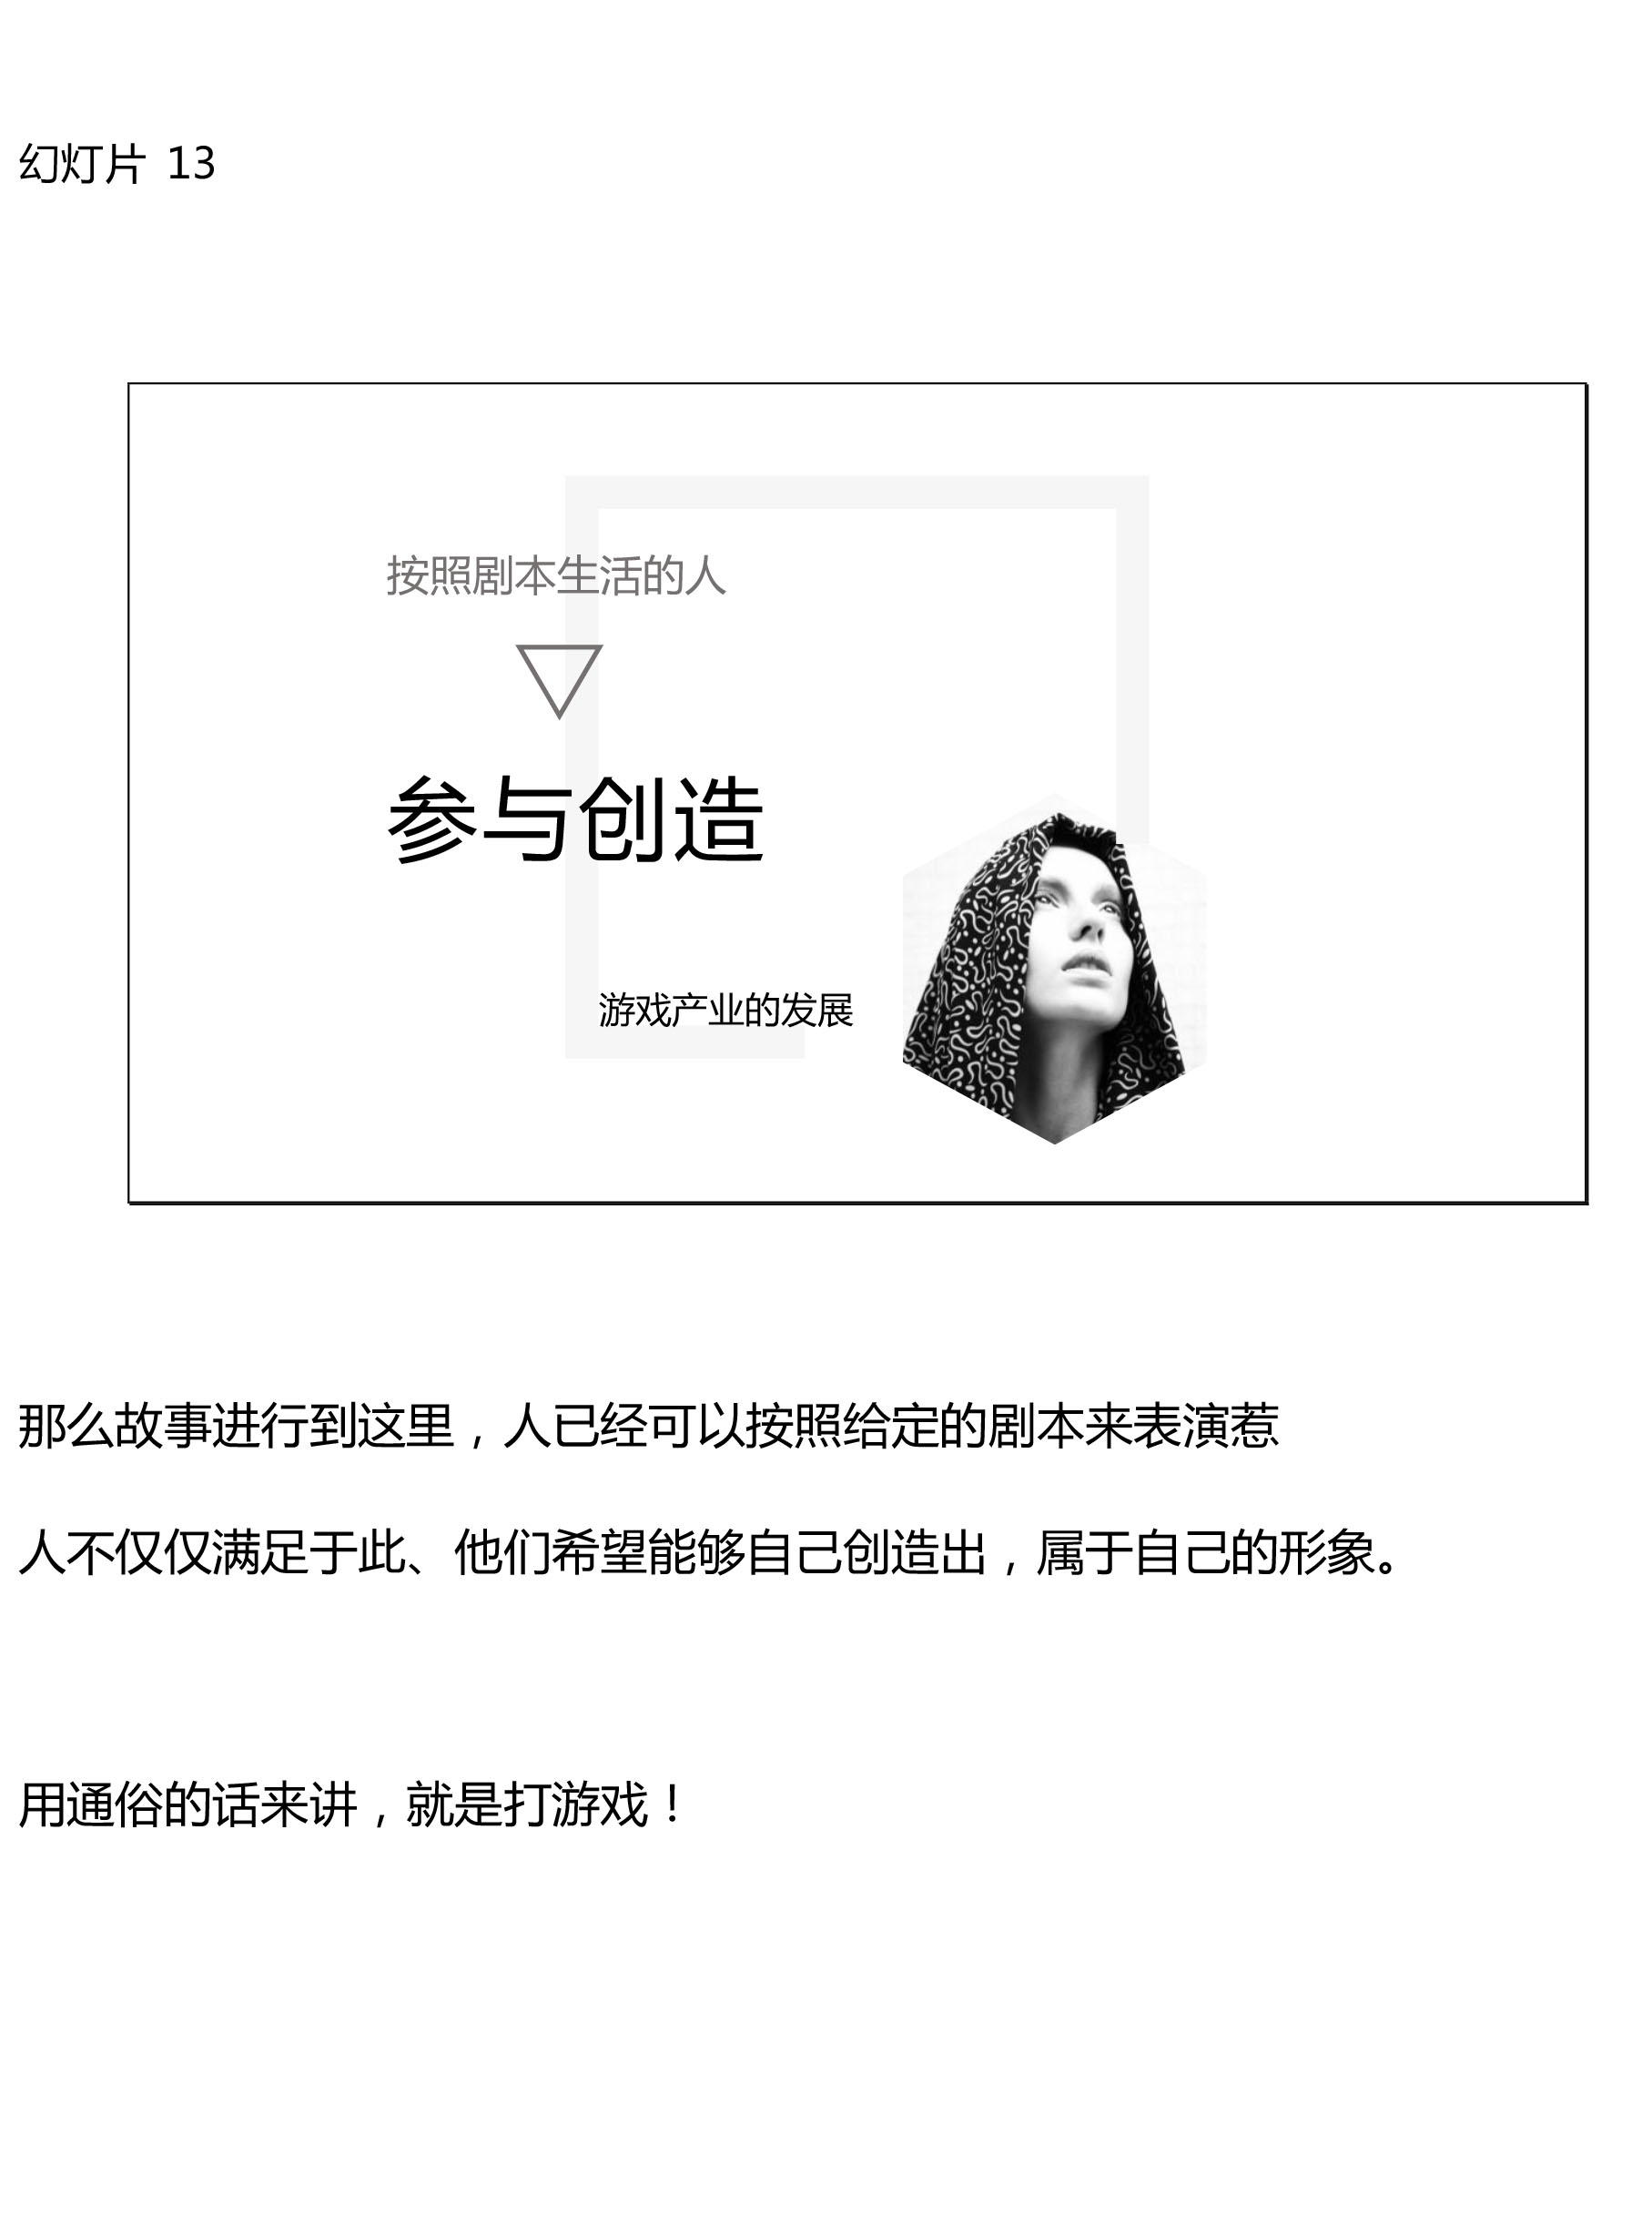 幻灯片 13
按照剧本生活的人
参与创造
游戏产业的发展
那么故事进行到这里，人已经可以按照给定的剧本来表演惹
人不仅仅满足于此、他们希望能够自己创造出，属于自己的形象。
用通俗的话来讲，就是打游戏！